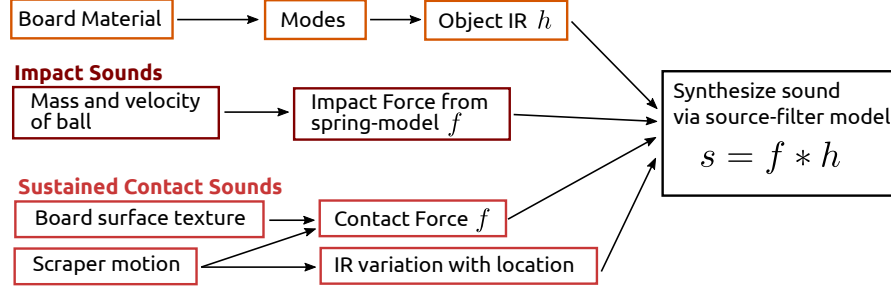 Board Material
Modes
Object IR h
Impact Sounds
Mass and velocity
of ball
Impact Force from
spring-model f
Synthesize sound
via source-filter model
s = f * h
Sustained Contact Sounds
Board surface texture
Contact Force f
Scraper motion
IR variation with location